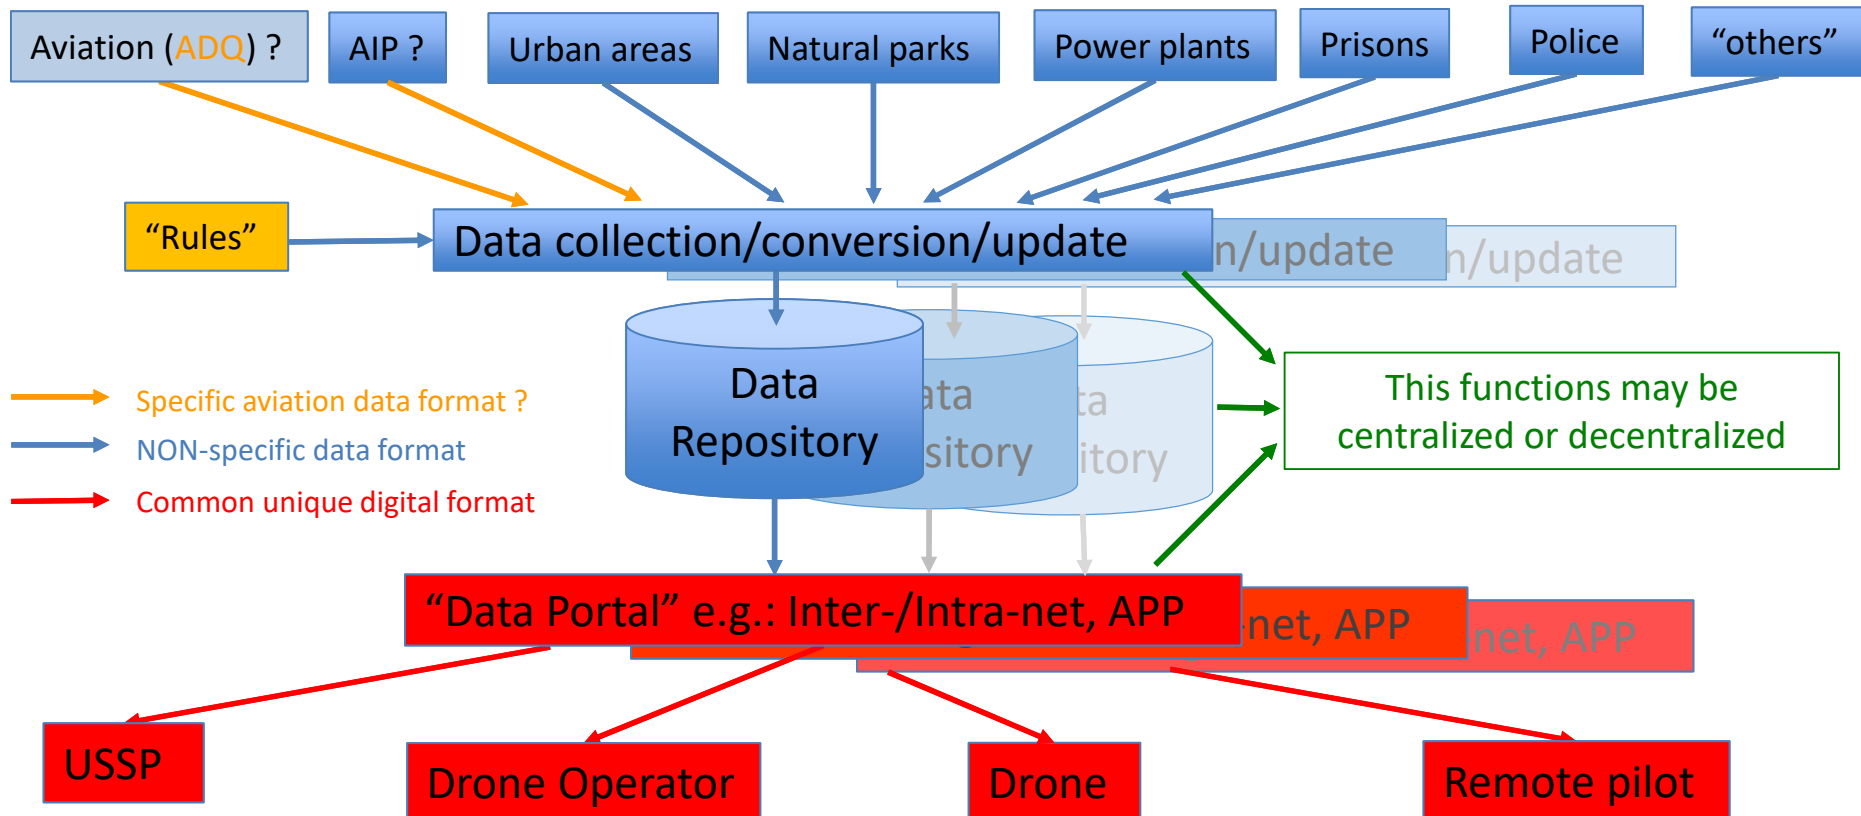 Aviation (ADQ) ?
AIP ?
Urban areas
Natural parks
Power plants
Prisons
Police
“others”
“Rules”
Data collection/conversion/update
n/update
n/update
Data
Repository
ata
sitory
ta
itory
This functions may be
centralized or decentralized
Specific aviation data format ?
NON-specific data format
Common unique digital format
“Data Portal” e.g.: Inter-/Intra-net, APP
-net, APP
net, APP
USSP
Drone Operator
Drone
Remote pilot